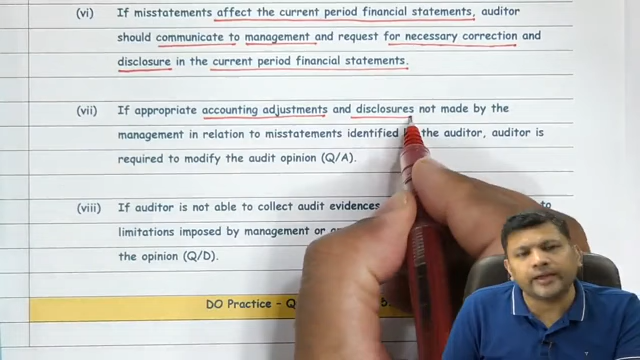 (vi) If misstatements affect the current period financial statements, auditor
should communicate to management and request for necessary correction and
disclosure in the current period financial statements.
(vii) If appropriate accounting adjustments and disclosures not made by the
management in relation to misstatements identified the auditor, auditor is
required to modify the audit opinion (Q/A).
(viii) If auditor is not able to collect audit evidences to
limitations imposed by management or
the opinion (Q/D).
DO Practice - Q